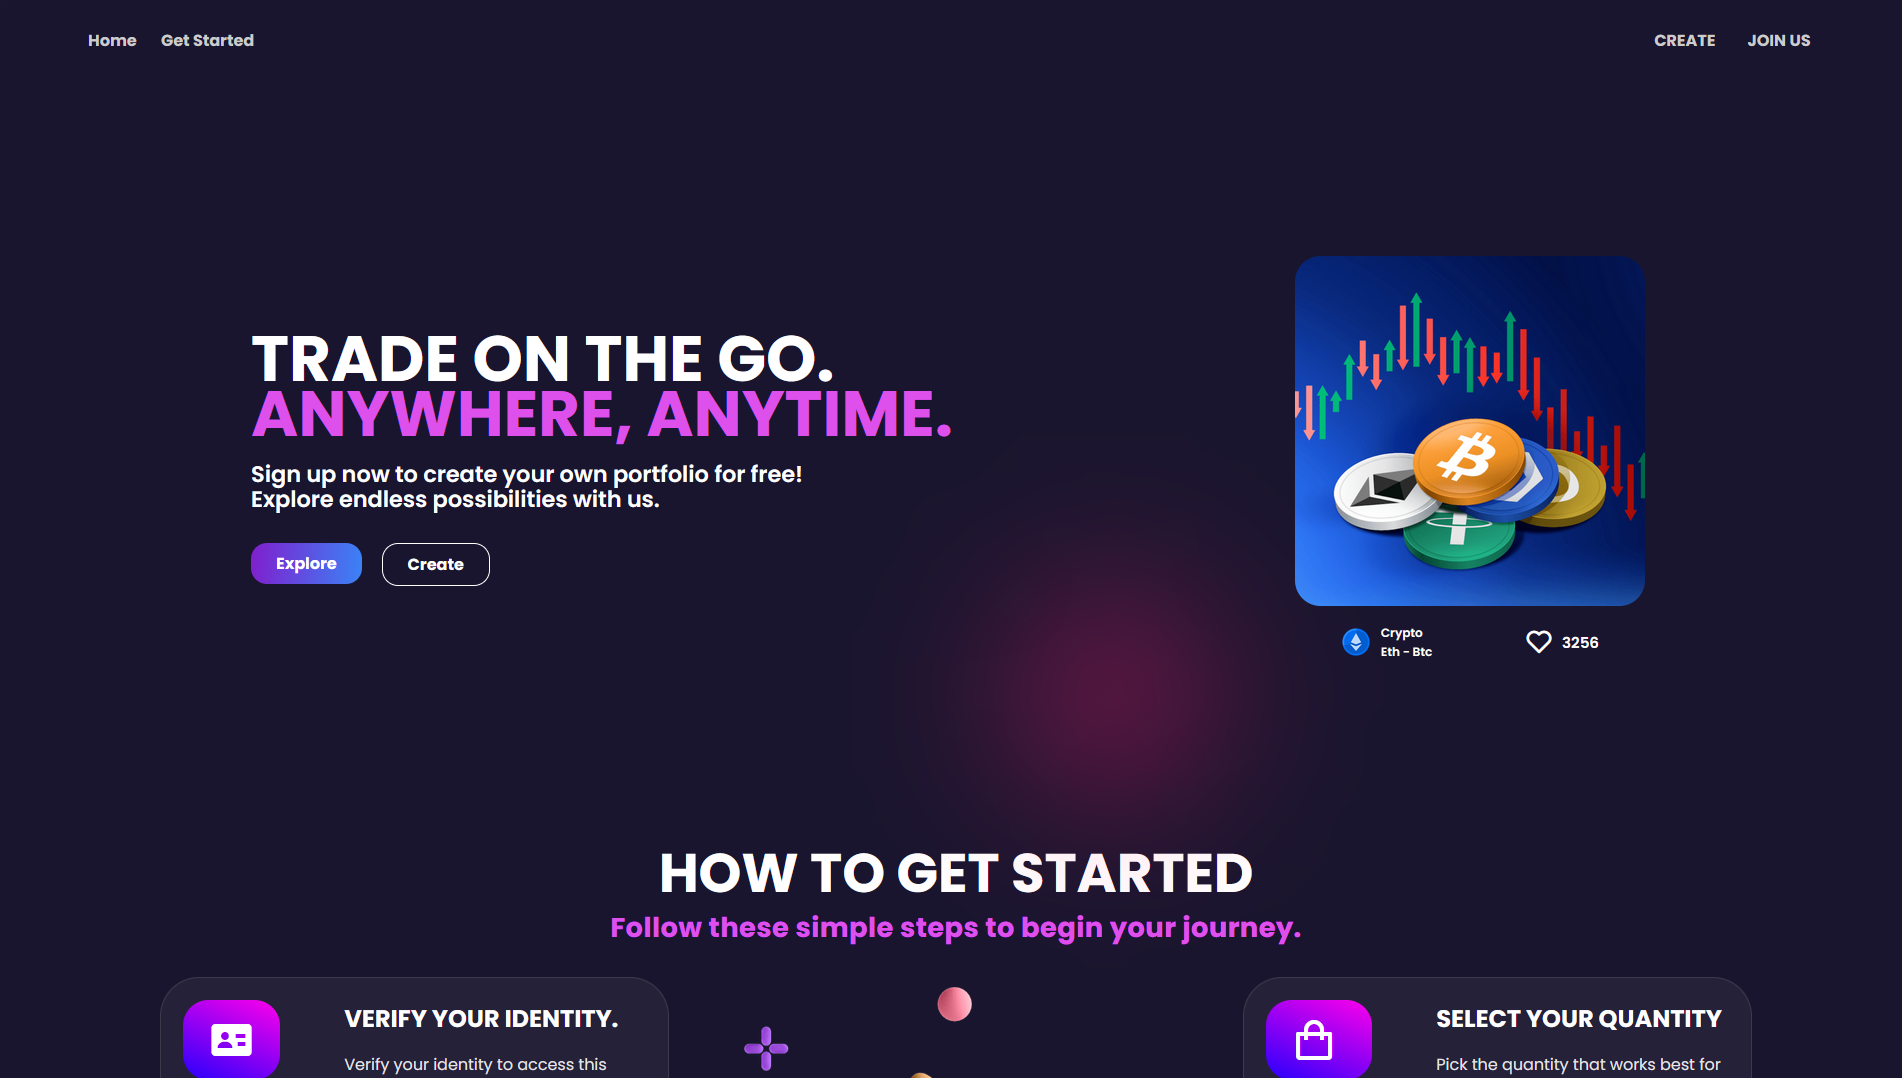 Home
Get Started
CREATE
JOIN US
TRADE ON THE GO.
ANYWHERE, ANYTIME.
Sign up now to create your own portfolio for free!
Explore endless possibilities with us.
Explore
Create
Crypto
Eth - Btc
3256
HOW TO GET STARTED
Follow these simple steps to begin your journey.
VERIFY YOUR IDENTITY.
Verify your identity to access this
SELECT YOUR QUANTITY
Pick the quantity that works best for